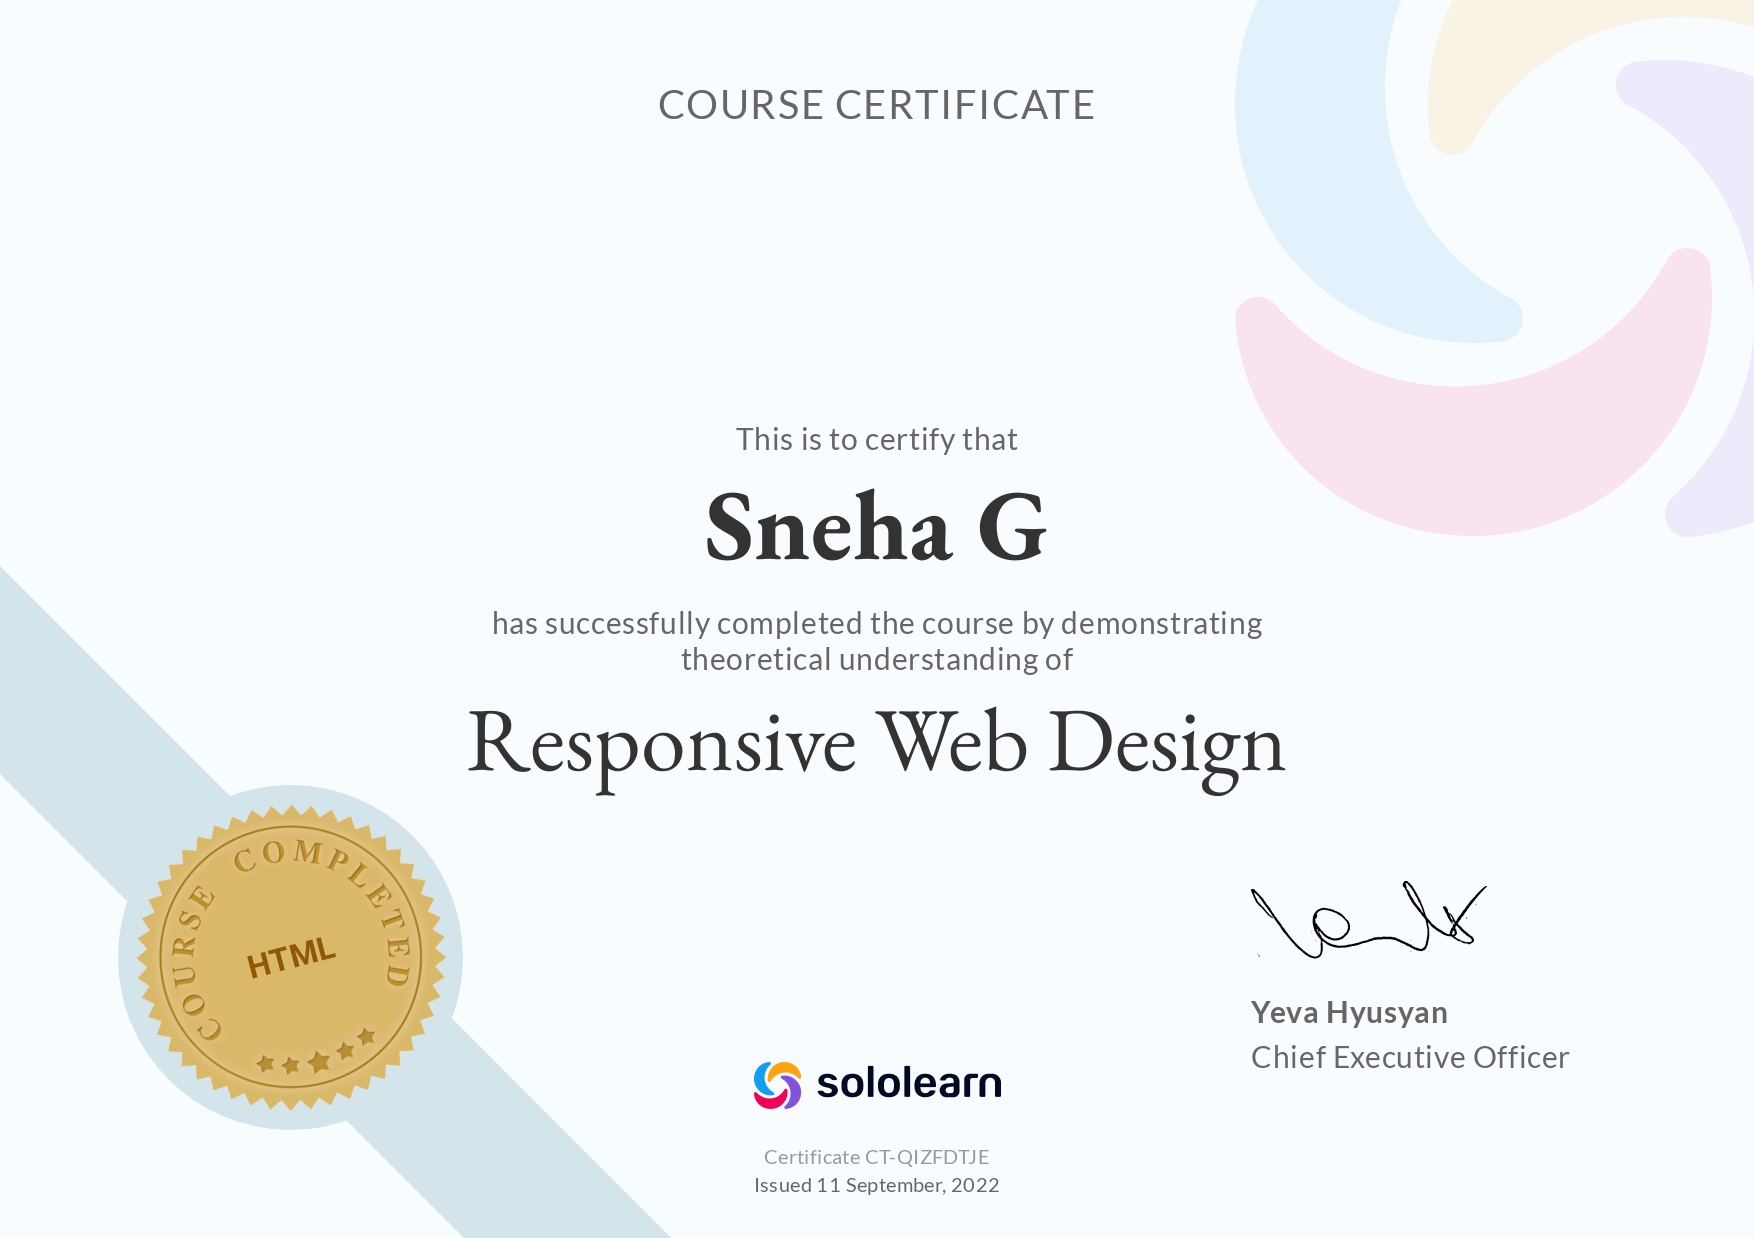 COURSE CERTIFICATE
This is to certify that
Sneha G
has successfully completed the course by demonstrating
theoretical understanding of
Responsive Web Design
COURSE COMPLETED
HTML
Yeva Hyusyan
Chief Executive Officer
sololearn
Certificate CT-QIZFDTJE
Issued 11 September, 2022